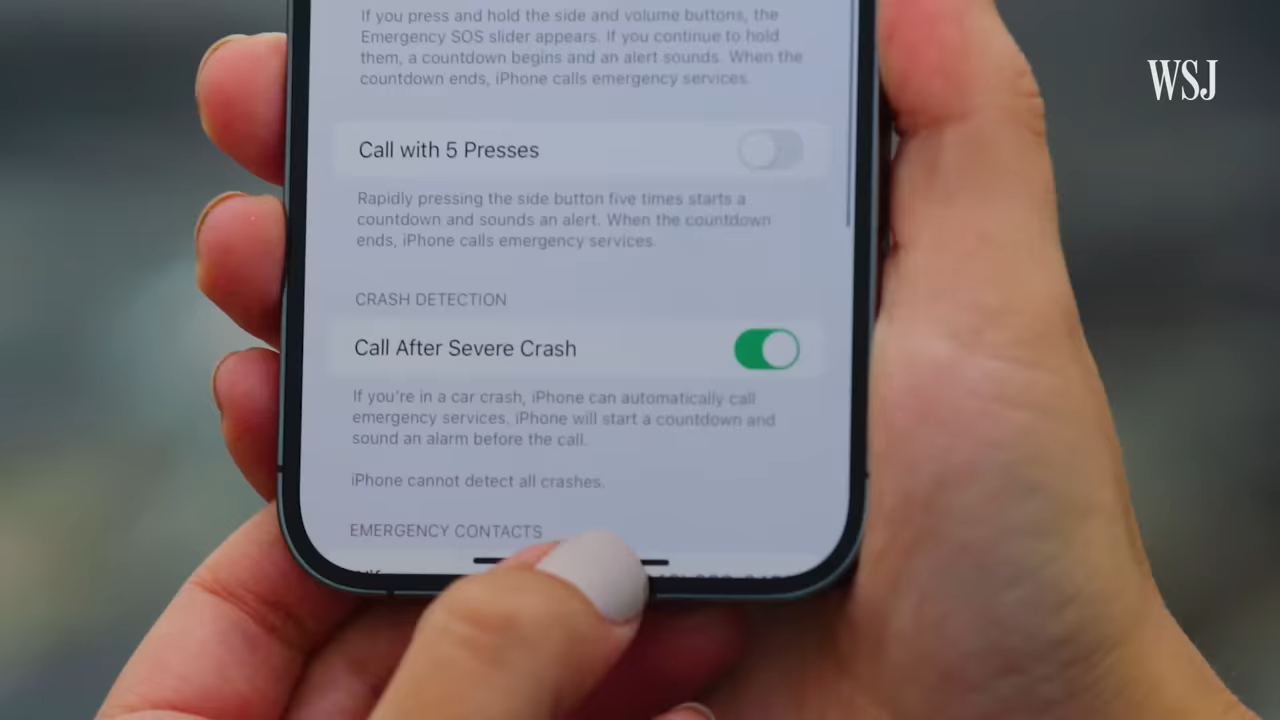 If you press and hold the side and volume buttons, the
Emergency SOS slider appears. If you continue to hold
them, a countdown begins and an alert sounds. When the
countdown ends, iPhone calls emergency services.
WSJ
Call with 5 Presses
Rapidly pressing the side button five times starts a
countdown and sounds an alert. When the countdown
ends, iPhone calls emergency services.
CRASH DETECTION
Call After Severe Crash
If you're in a car crash, iPhone can automatically call
emergency services. iPhone will start a countdown and
sound an alarm before the call.
iPhone cannot detect all crashes.
EMERGENCY CONTACTS